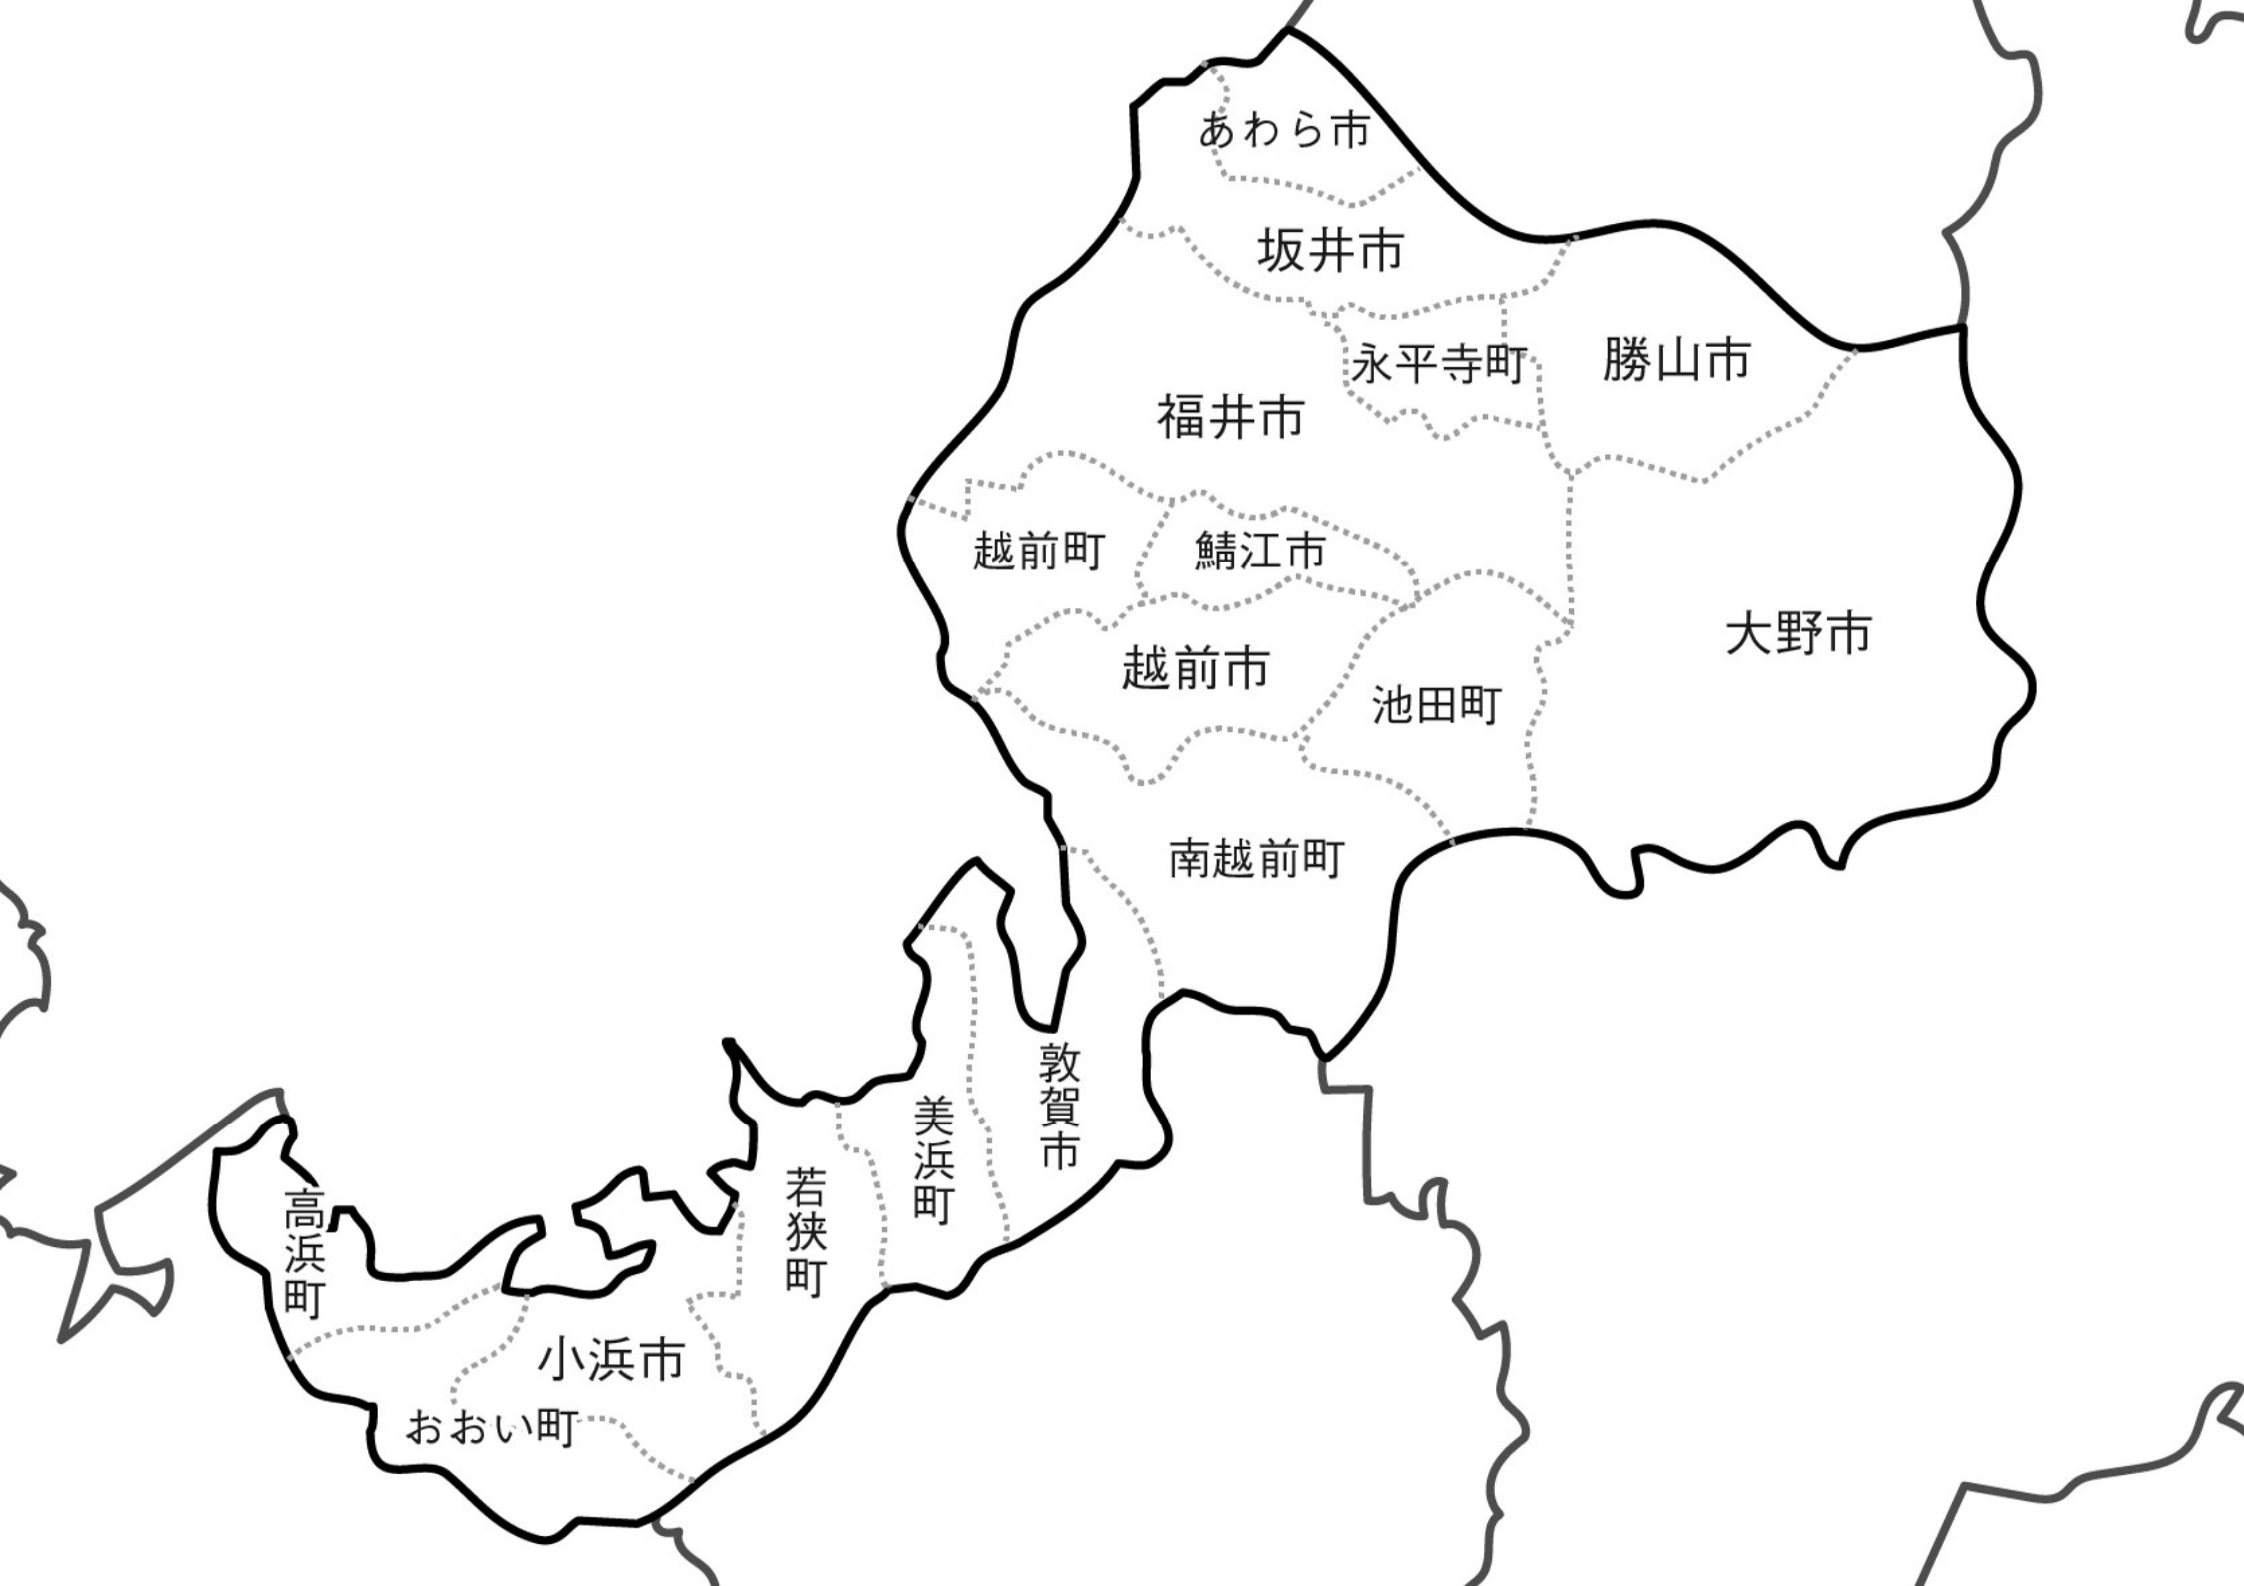 あわら市
坂井市
永平寺町
勝山市
福井市
越前町
鯖江市
大野市
越前市
池田町
南越前町
敦賀市
美浜町
若狭町
高浜町
小浜市
おおい町